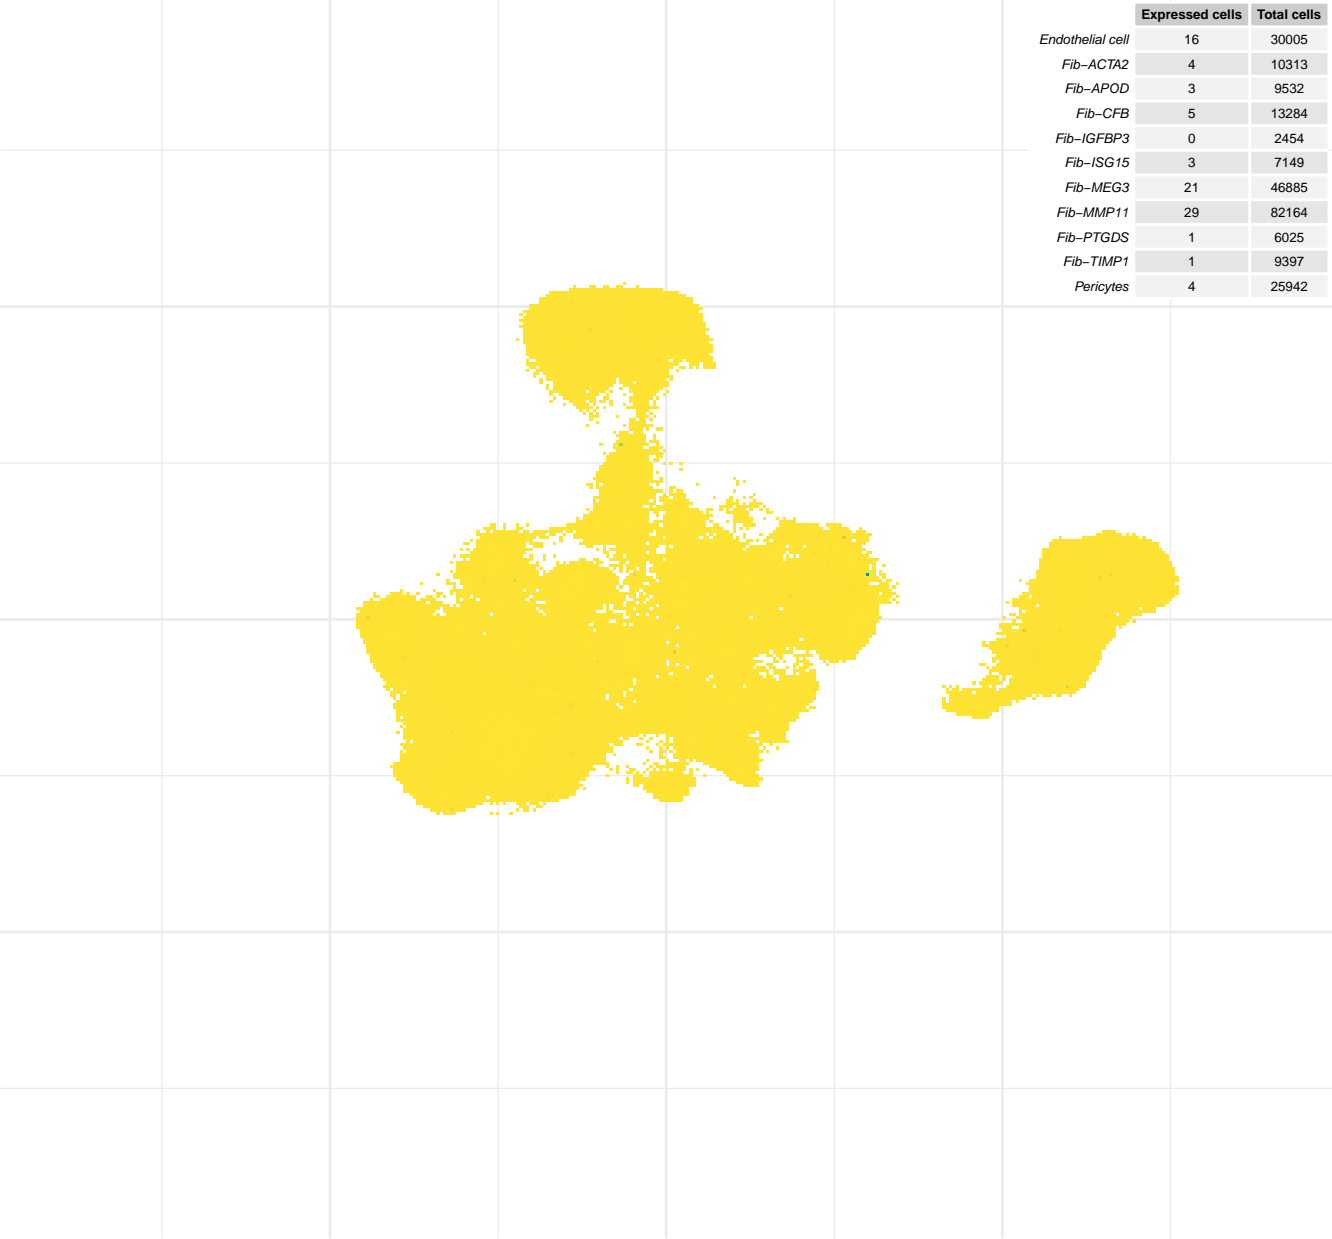 Expressed cells Total cells
Endothelial cell 16 30005
Fib−ACTA2 4 10313
Fib−APOD 3 9532
Fib−CFB 5 13284
Fib−IGFBP3 0 2454
Fib−ISG15 3 7149
Fib−MEG3 21 46885
Fib−MMP11 29 82164
Fib−PTGDS 1 6025
Fib−TIMP1 1 9397
Pericytes 4 25942